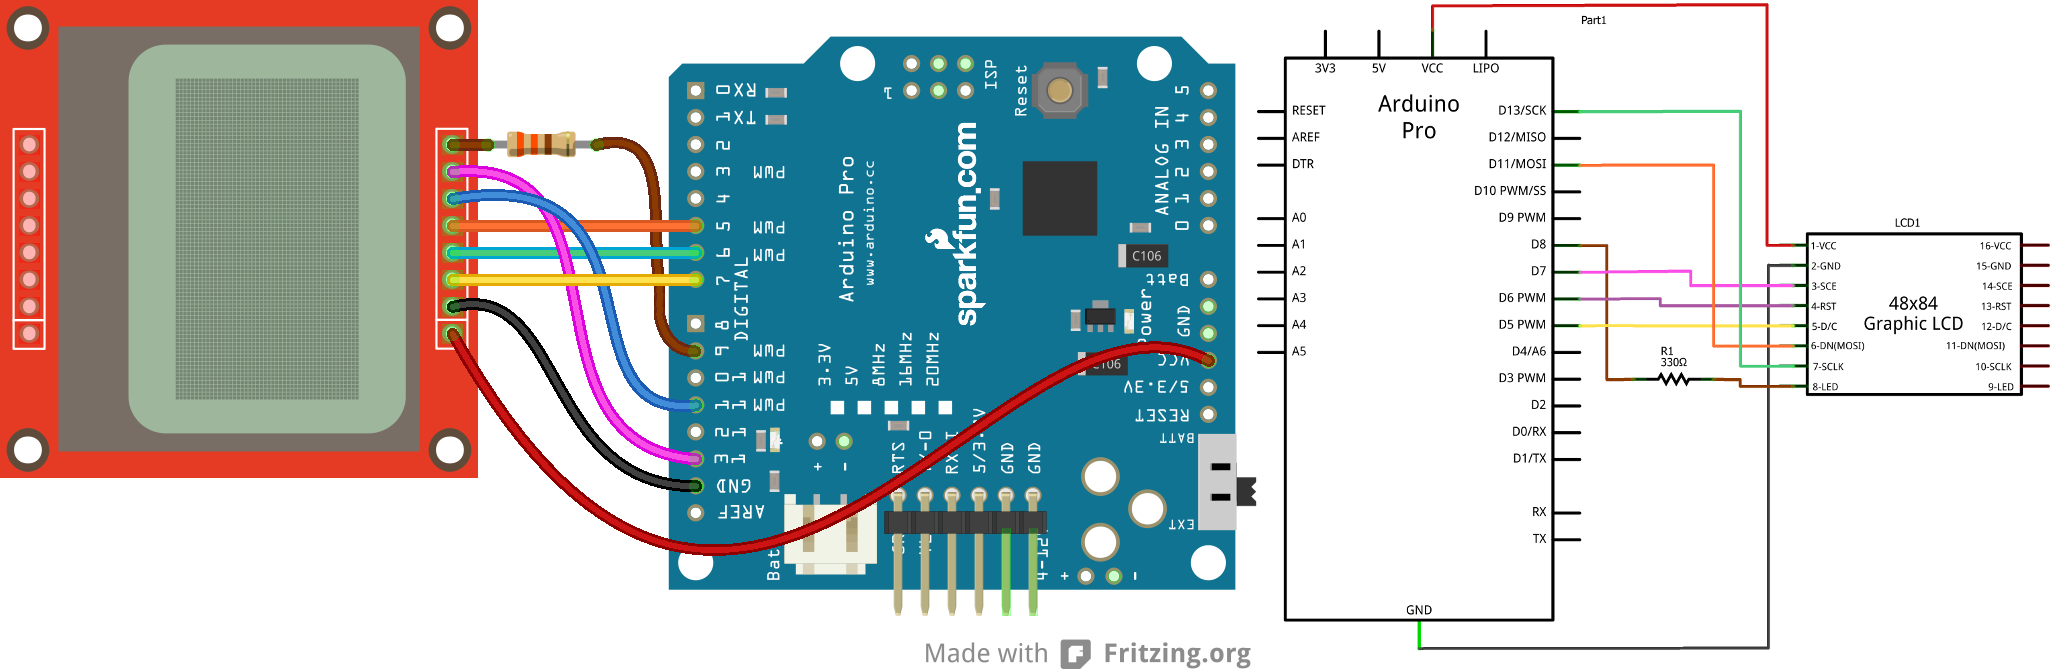 RX 0
TX 1
2
PWM 3
4
PWM 5
PWM 6
7
DIGITAL
8
PWM 9
PWM 10
PWM 11
12
13
GND
AREF
1
ISP
Reset
Arduino Pro
www.arduino.cc
sparkfun.com
ANALOG IN
5
4
3
2
1
0
C106
Batt
Power
GND
VCC
C106
5/3.3V
RESET
3.3V
5V
8MHz
16MHz
20MHz
+ -
RTS
RXI
GND
GND
BATT
EXT
+ -
Made with Fritzing.org
Part1
3V3
5V
VCC
LIPO
Arduino
Pro
RESET
AREF
DTR
A0
A1
A2
A3
A4
A5
D13/SCK
D12/MISO
D11/MOSI
D10 PWM/SS
D9 PWM
D8
D7
D6 PWM
D5 PWM
D4/A6
D3 PWM
D2
D0/RX
D1/TX
RX
TX
GND
R1
330Ω
LCD1
48x84
Graphic LCD
1-VCC
2-GND
3-SCE
4-RST
5-D/C
6-DN(MOSI)
7-SCLK
8-LED
16-VCC
15-GND
14-SCE
13-RST
12-D/C
11-DN(MOSI)
10-SCLK
9-LED